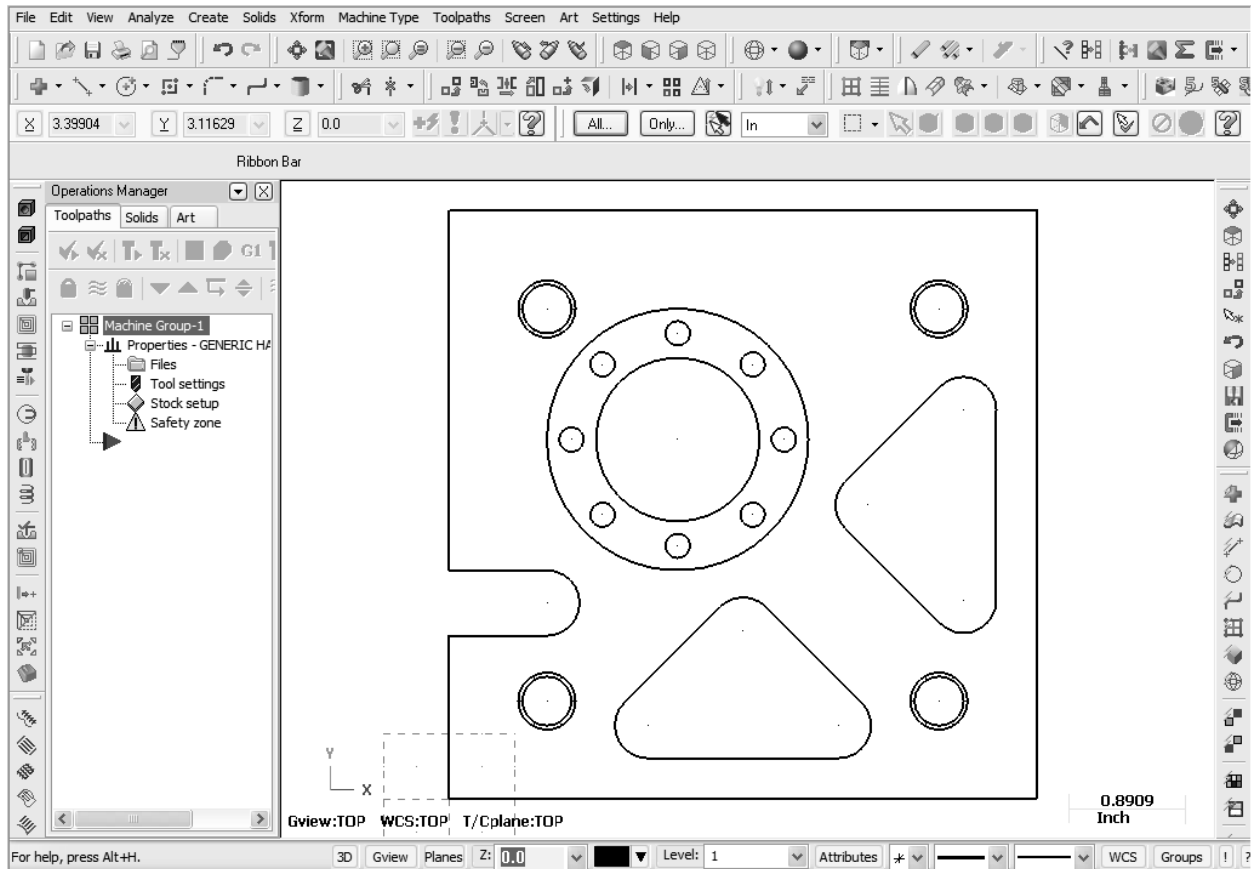 File Edit View Analyze Create Solids Xform Machine Type Toolpaths Screen Art Settings Help
X 3.39904 Y 3.11629 Z 0.0 All... Only... In
Ribbon Bar
Operations Manager
Toolpaths Solids Art
G1
Machine Group-1
Properties - GENERIC HA
Files
Tool settings
Stock setup
Safety zone
Y
X
0.8909
Inch
Gview:TOP WCS:TOP T/Cplane:TOP
For help, press Alt+H. 3D Gview Planes Z: 0.0 Level: 1 Attributes WCS Groups ! ?